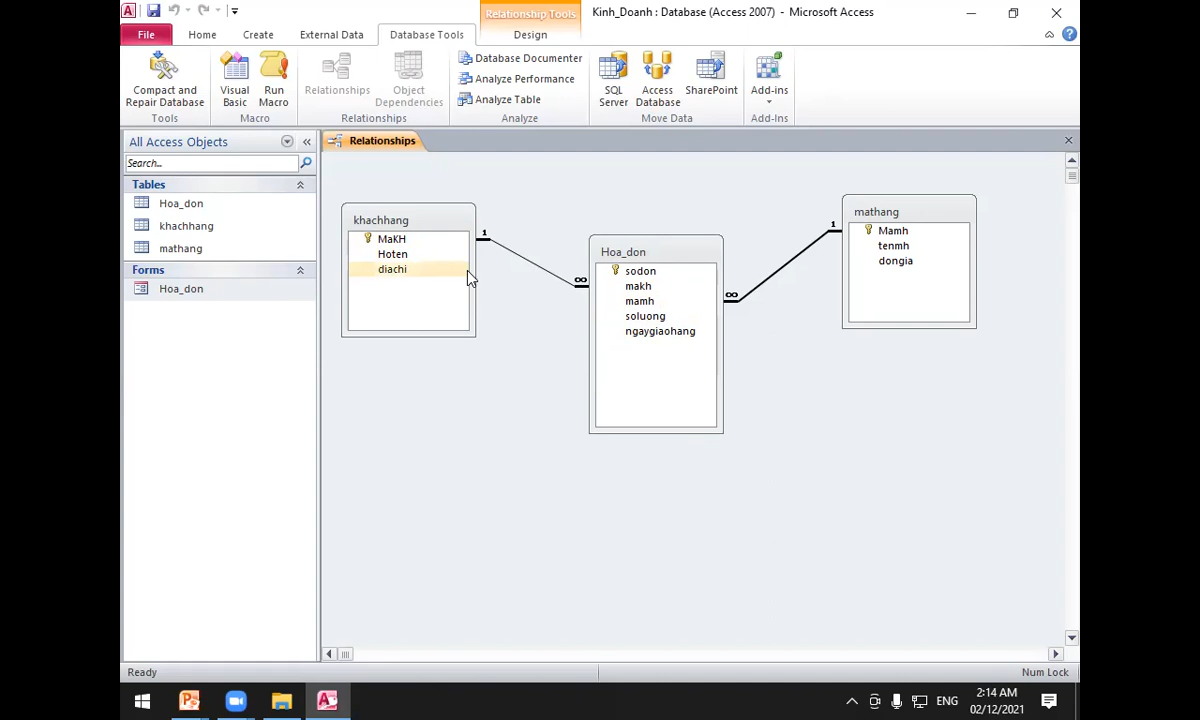 Relationship Tools
Kinh_Doanh : Database (Access 2007) - Microsoft Access
File
Home
Create
External Data
Database Tools
Design
Compact and
Repair Database
Visual
Basic
Run
Macro
Relationships
Object
Dependencies
Database Documenter
Analyze Performance
Analyze Table
SQL
Server
Access
Database
SharePoint
Add-ins
Tools
Macro
Relationships
Analyze
Move Data
Add-Ins
All Access Objects
Search...
Tables
Hoa_don
khachhang
mathang
Forms
Hoa_don
Relationships
khachhang
MaKH
Hoten
diachi
1
∞
Hoa_don
sodon
makh
mamh
soluong
ngaygiaohang
∞
1
mathang
Mamh
tenmh
dongia
Ready
Num Lock
ENG
2:14 AM
02/12/2021